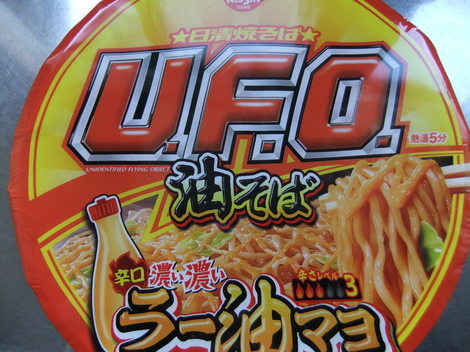 NISSIN
★日清焼そば★
U.F.O.
UNIDENTIFIED FLYING OBJECT
熱湯5分
油そば
辛口
濃い濃い
辛さレベル
3
ラー油マヨ